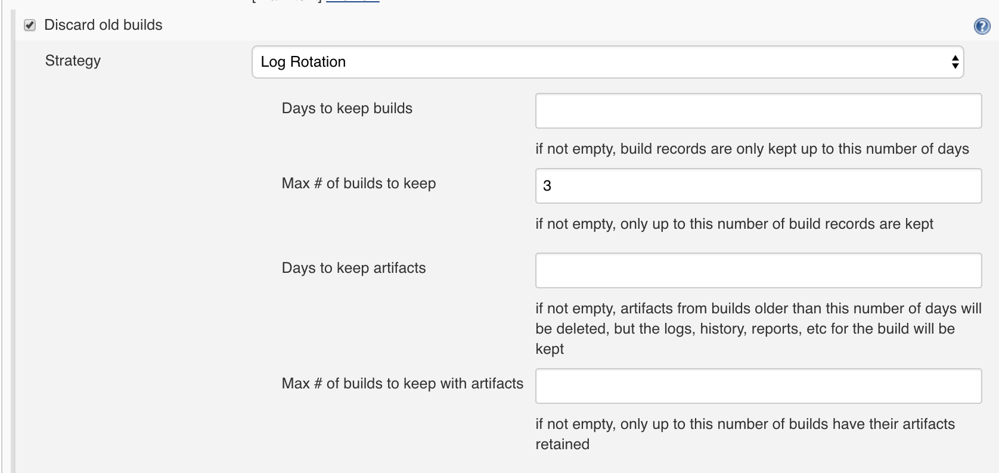 Discard old builds
?
Strategy
Log Rotation
Days to keep builds
if not empty, build records are only kept up to this number of days
Max # of builds to keep
3
if not empty, only up to this number of build records are kept
Days to keep artifacts
if not empty, artifacts from builds older than this number of days will
be deleted, but the logs, history, reports, etc for the build will be
kept
Max # of builds to keep with artifacts
if not empty, only up to this number of builds have their artifacts
retained